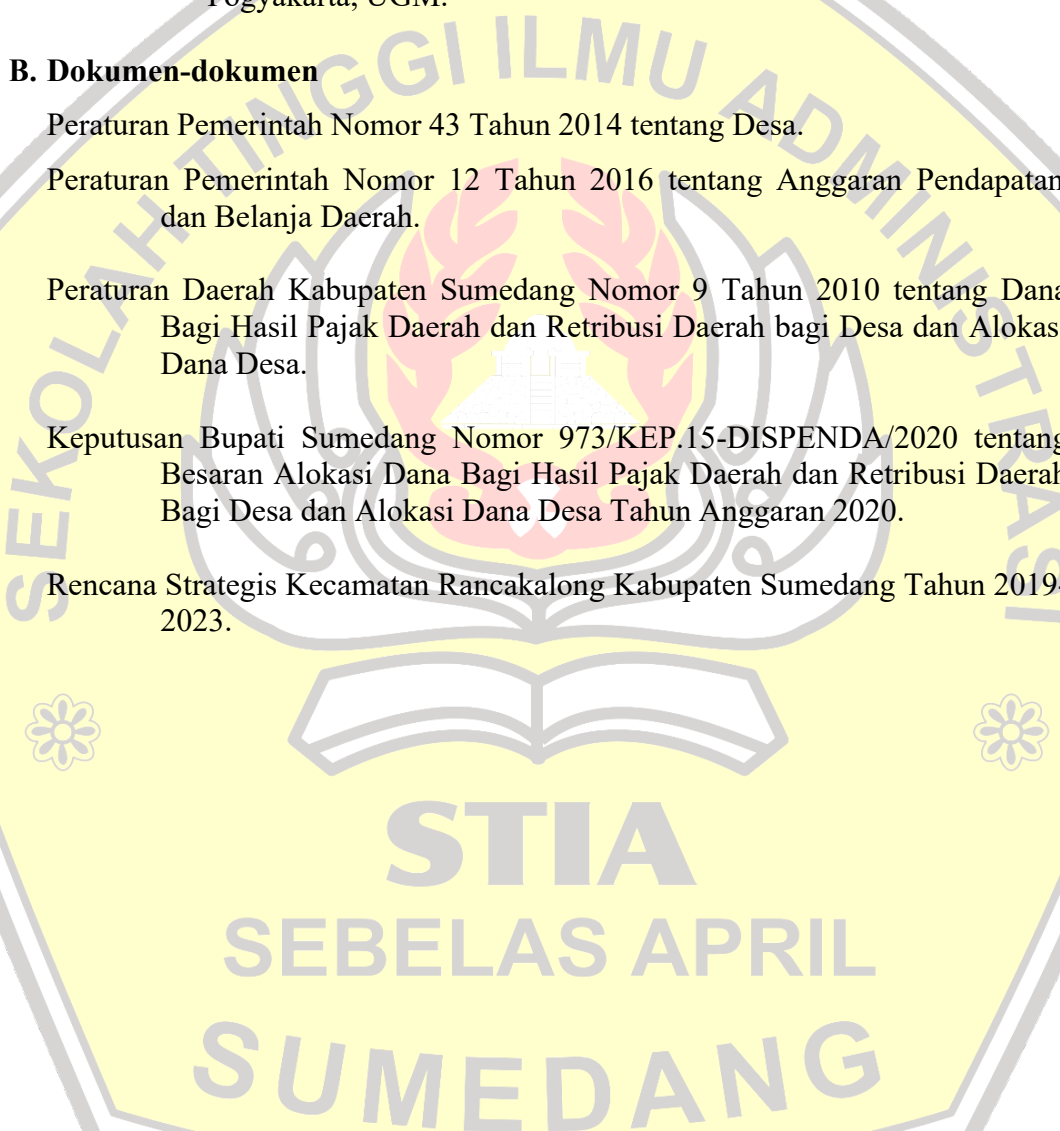 Yogyakarta, UGM.
B. Dokumen-dokumen
Peraturan Pemerintah Nomor 43 Tahun 2014 tentang Desa.
Peraturan Pemerintah Nomor 12 Tahun 2016 tentang Anggaran Pendapatan
dan Belanja Daerah.
Peraturan Daerah Kabupaten Sumedang Nomor 9 Tahun 2010 tentang Dana
Bagi Hasil Pajak Daerah dan Retribusi Daerah bagi Desa dan Alokasi
Dana Desa.
Keputusan Bupati Sumedang Nomor 973/KEP.15-DISPENDA/2020 tentang
Besaran Alokasi Dana Bagi Hasil Pajak Daerah dan Retribusi Daerah
Bagi Desa dan Alokasi Dana Desa Tahun Anggaran 2020.
Rencana Strategis Kecamatan Rancakalong Kabupaten Sumedang Tahun 2019-
2023.
SEKOLAH TINGGI ILMU ADMINISTRASI
STIA
SEBELAS APRIL
SUMEDANG